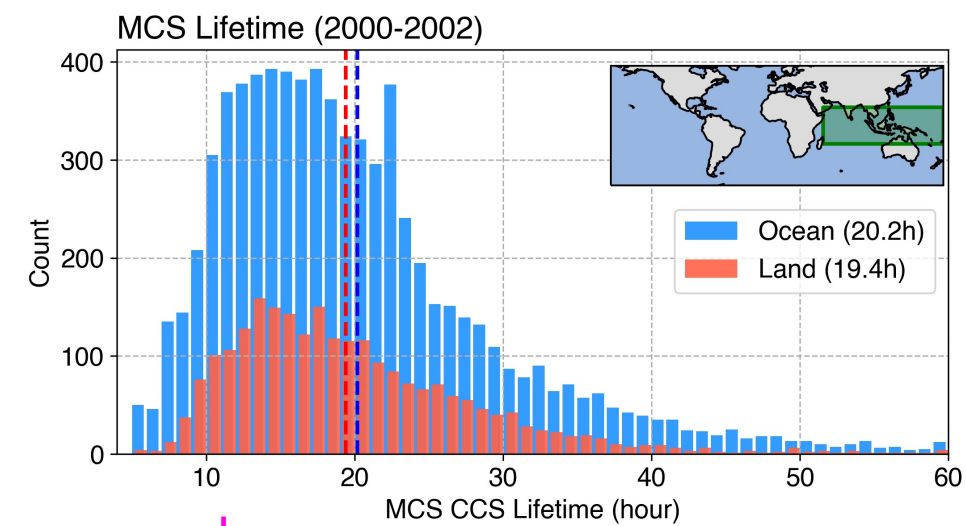 MCS Lifetime (2000-2002)
400
300
200
100
0
Count
Ocean (20.2h)
Land (19.4h)
10 20 30 40 50 60
MCS CCS Lifetime (hour)